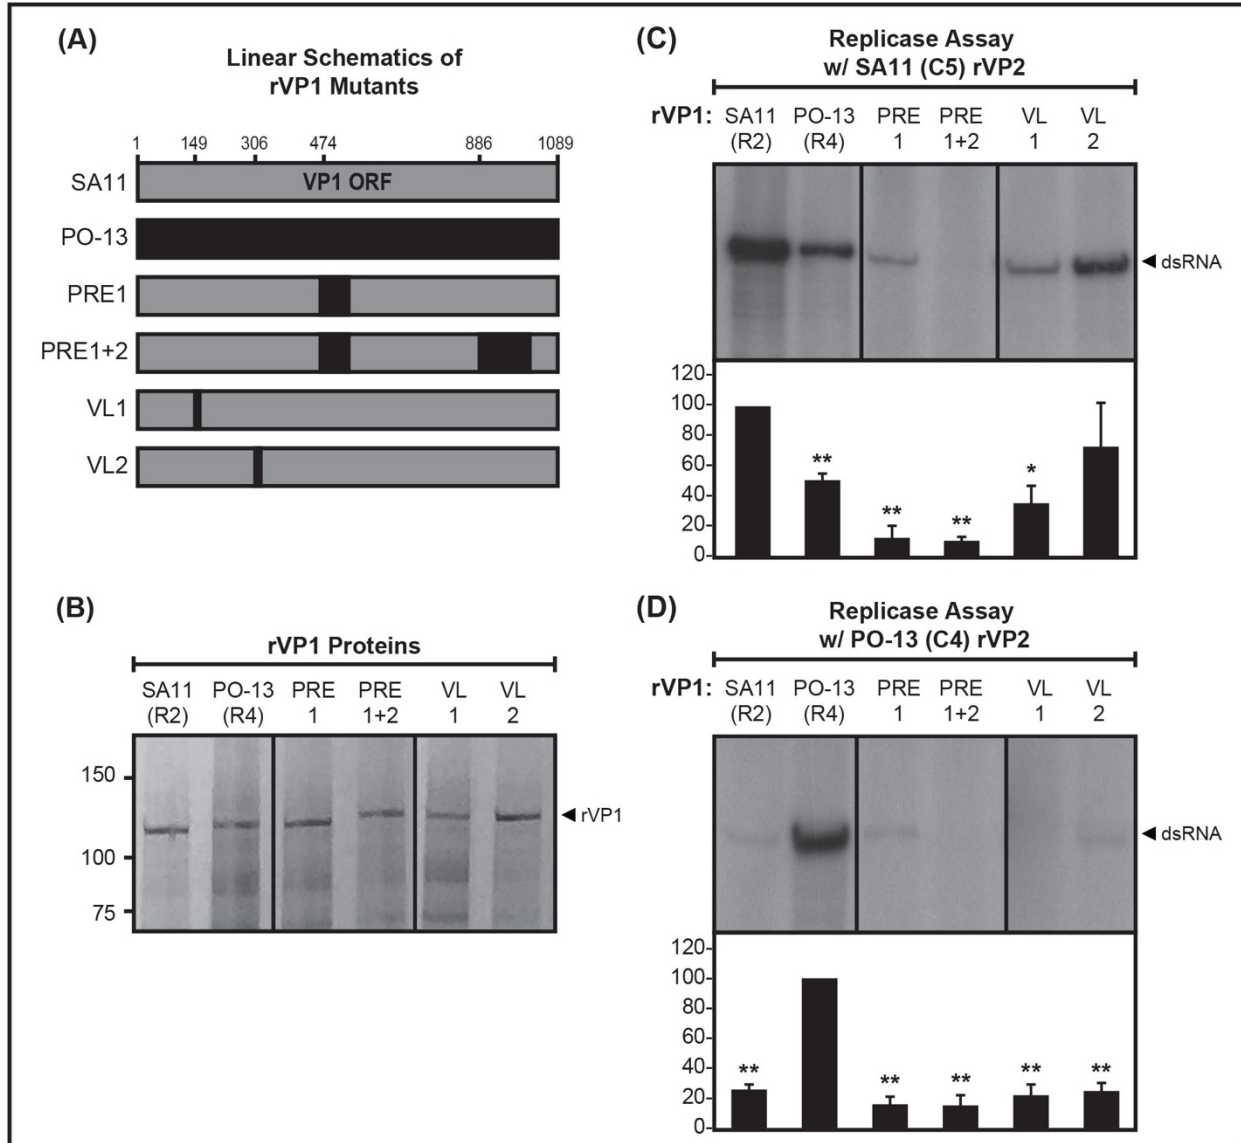 (A)
Linear Schematics of
rVP1 Mutants
1 149 306 474 886 1089
SA11 VP1 ORF
PO-13
PRE1
PRE1+2
VL1
VL2
(B)
rVP1 Proteins
SA11 PO-13 PRE PRE VL VL
(R2) (R4) 1 1+2 1 2
150
◄ rVP1
100
75
(C)
Replicase Assay
w/ SA11 (C5) rVP2
rVP1: SA11 PO-13 PRE PRE VL VL
(R2) (R4) 1 1+2 1 2
◄ dsRNA
120
100
80
60
** *
40
** **
20
0
(D)
Replicase Assay
w/ PO-13 (C4) rVP2
rVP1: SA11 PO-13 PRE PRE VL VL
(R2) (R4) 1 1+2 1 2
◄ dsRNA
120
100
80
60
40
** ** ** ** **
20
0